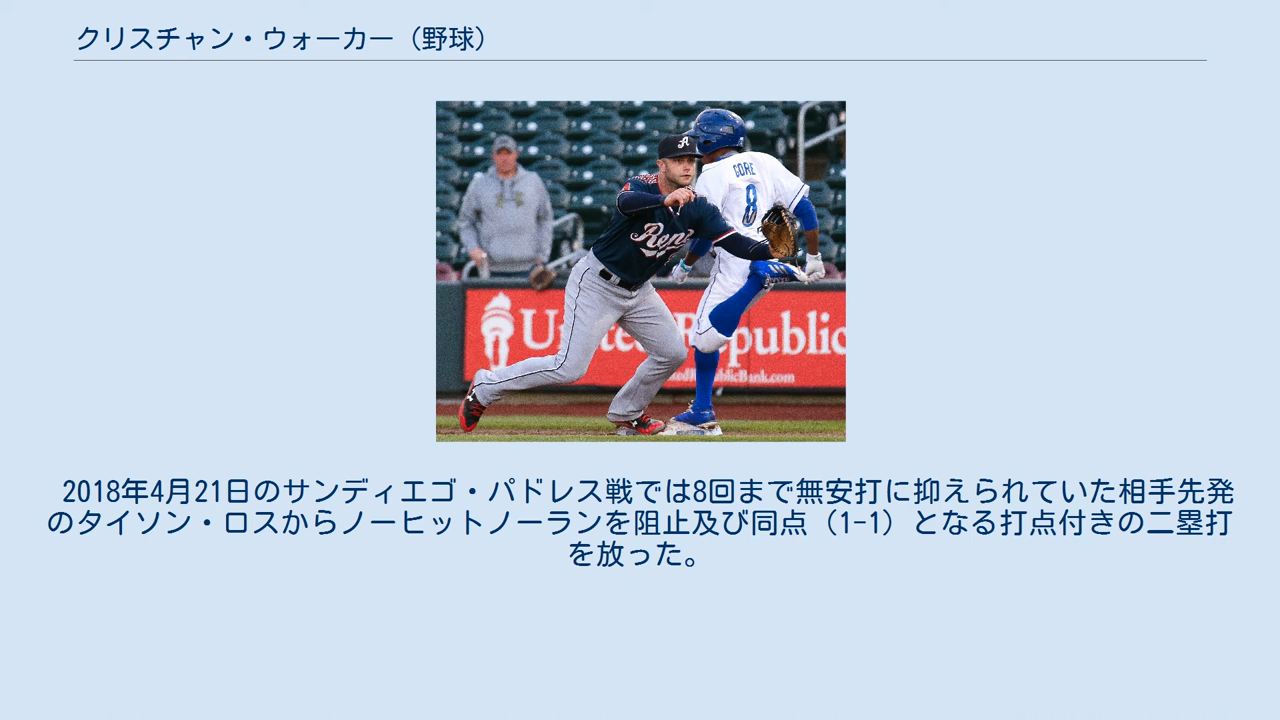 クリスチャン・ウォーカー（野球）
A
CORE
8
Reno
United Republic
UnitedRepublicBank.com
2018年4月21日のサンディエゴ・パドレス戦では8回まで無安打に抑えられていた相手先発
のタイソン・ロスからノーヒットノーランを阻止及び同点（1-1）となる打点付きの二塁打
を放った。